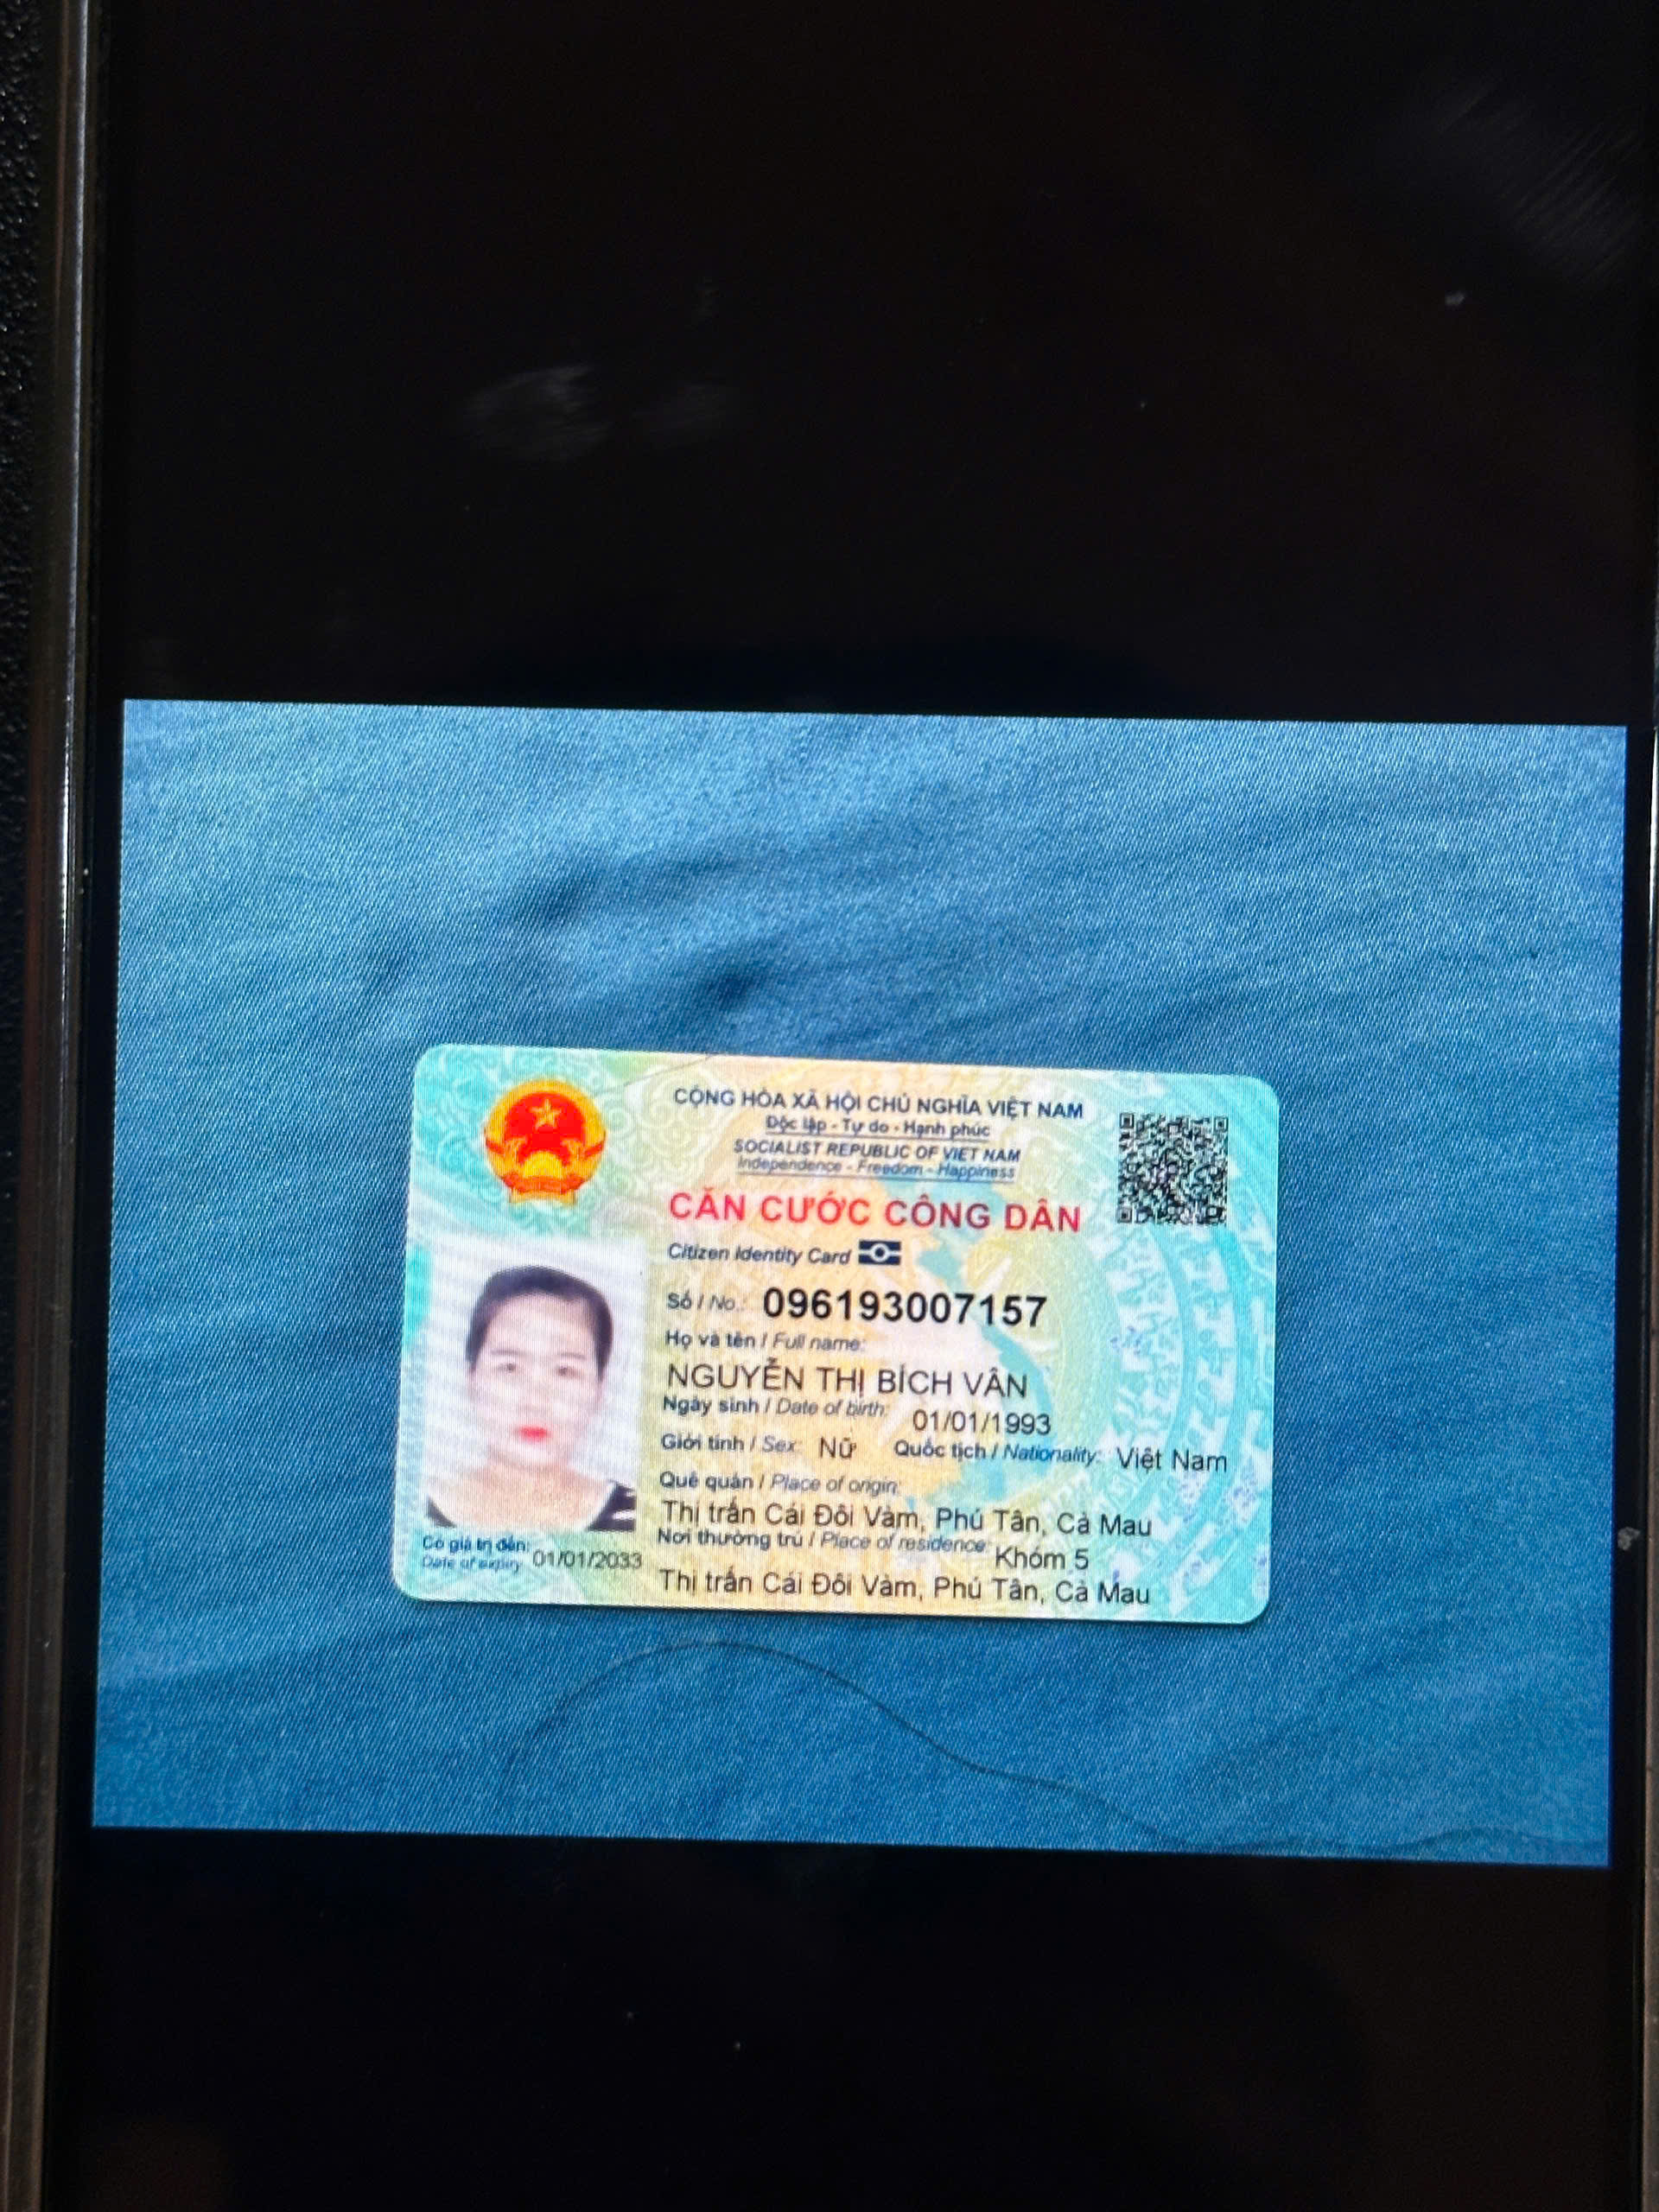 CỘNG HÒA XÃ HỘI CHỦ NGHĨA VIỆT NAM
Độc lập - Tự do - Hạnh phúc
SOCIALIST REPUBLIC OF VIET NAM
Independence - Freedom - Happiness
CĂN CƯỚC CÔNG DÂN
Citizen Identity Card
Số / No.: 096193007157
Họ và tên / Full name:
NGUYỄN THỊ BÍCH VÂN
Ngày sinh / Date of birth: 01/01/1993
Giới tính / Sex: Nữ Quốc tịch / Nationality: Việt Nam
Quê quán / Place of origin:
Thị trấn Cái Đôi Vàm, Phú Tân, Cà Mau
Nơi thường trú / Place of residence: Khóm 5
Thị trấn Cái Đôi Vàm, Phú Tân, Cà Mau
Có giá trị đến: 01/01/2033
Date of expiry